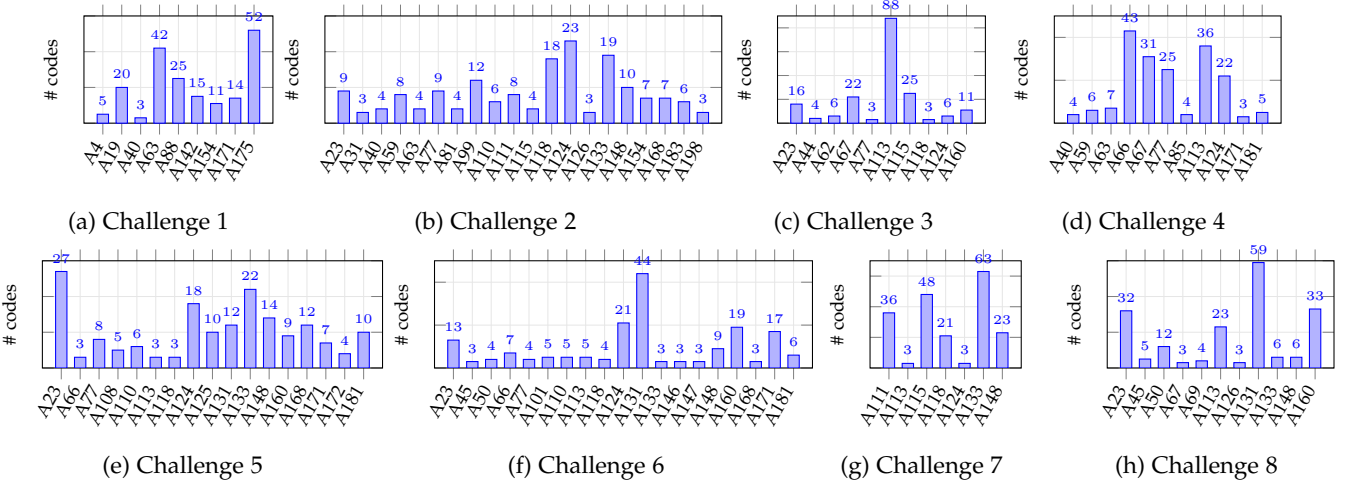 # codes
5 20 3 42 25 15 11 14 52
A4 A19 A40 A63 A88 A142 A154 A171 A175
(a) Challenge 1
9 3 4 8 4 9 4 12 6 8 4 18 23 3 19 10 7 7 6 3
A23 A31 A40 A59 A63 A77 A81 A99 A110 A111 A115 A118 A124 A126 A133 A148 A154 A168 A183 A198
(b) Challenge 2
# codes
16 4 6 22 3 88 25 3 6 11
A23 A44 A62 A67 A77 A113 A115 A118 A124 A160
(c) Challenge 3
# codes
4 6 7 43 31 25 4 36 22 3 5
A40 A59 A63 A66 A67 A77 A85 A113 A124 A171 A181
(d) Challenge 4
# codes
27 3 8 5 6 3 3 18 10 12 22 14 9 12 7 4 10
A23 A66 A77 A108 A110 A113 A118 A124 A125 A131 A133 A148 A160 A168 A171 A172 A181
(e) Challenge 5
# codes
13 3 4 7 4 5 5 5 4 21 44 3 3 3 9 19 3 17 6
A23 A45 A50 A66 A77 A101 A110 A113 A118 A124 A131 A133 A146 A147 A148 A160 A168 A171 A181
(f) Challenge 6
# codes
36 3 48 21 3 63 23
A111 A113 A115 A118 A124 A133 A148
(g) Challenge 7
# codes
32 5 12 3 4 23 3 59 6 6 33
A23 A45 A50 A67 A69 A113 A126 A131 A133 A148 A160
(h) Challenge 8